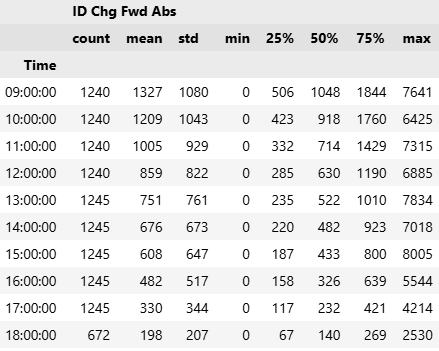 ID Chg Fwd Abs
count mean std min 25% 50% 75% max
Time
09:00:00 1240 1327 1080 0 506 1048 1844 7641
10:00:00 1240 1209 1043 0 423 918 1760 6425
11:00:00 1240 1005 929 0 332 714 1429 7315
12:00:00 1240 859 822 0 285 630 1190 6885
13:00:00 1245 751 761 0 235 522 1010 7834
14:00:00 1245 676 673 0 220 482 923 7018
15:00:00 1245 608 647 0 187 433 800 8005
16:00:00 1245 482 517 0 158 326 639 5544
17:00:00 1245 330 344 0 117 232 421 4214
18:00:00 672 198 207 0 67 140 269 2530